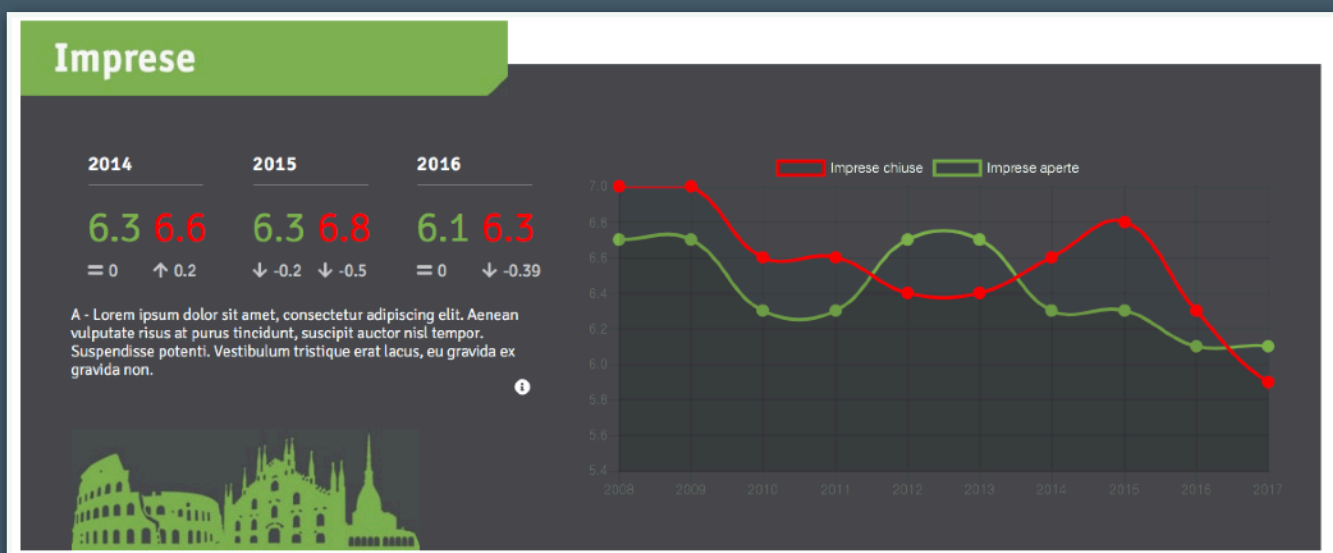 Imprese
2014 2015 2016
6.3 6.6 6.3 6.8 6.1 6.3
= 0 ↑ 0.2 ↓ -0.2 ↓ -0.5 = 0 ↓ -0.39
A - Lorem ipsum dolor sit amet, consectetur adipiscing elit. Aenean
vulputate risus at purus tincidunt, suscipit auctor nisl tempor.
Suspendisse potenti. Vestibulum tristique erat lacus, eu gravida ex
gravida non.
Imprese chiuse Imprese aperte
7.0
6.8
6.6
6.4
6.2
6.0
5.8
5.6
5.4
2008 2009 2010 2011 2012 2013 2014 2015 2016 2017